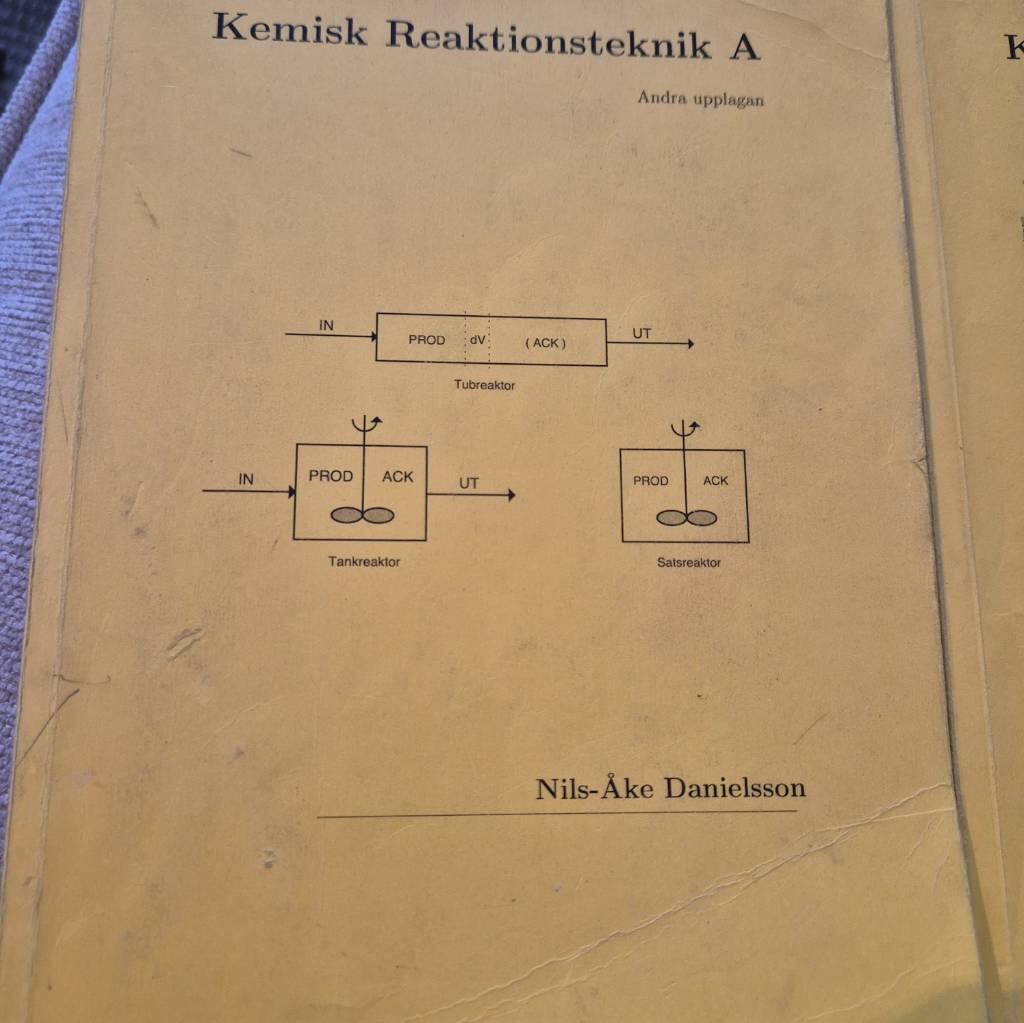 Kemisk Reaktionsteknik A
Andra upplagan
IN
PROD dV (ACK)
UT
Tubreaktor
IN
PROD ACK
UT
Tankreaktor
PROD ACK
Satsreaktor
Nils-Åke Danielsson
K